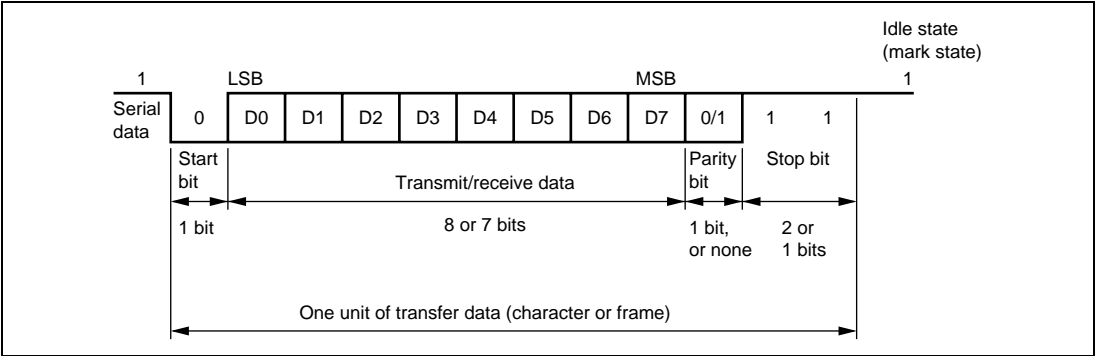 Idle state
(mark state)
1 LSB MSB 1
Serial
data
0 D0 D1 D2 D3 D4 D5 D6 D7 0/1 1 1
Start
bit
Transmit/receive data
Parity
bit
Stop bit
1 bit
8 or 7 bits
1 bit,
or none
2 or
1 bits
One unit of transfer data (character or frame)